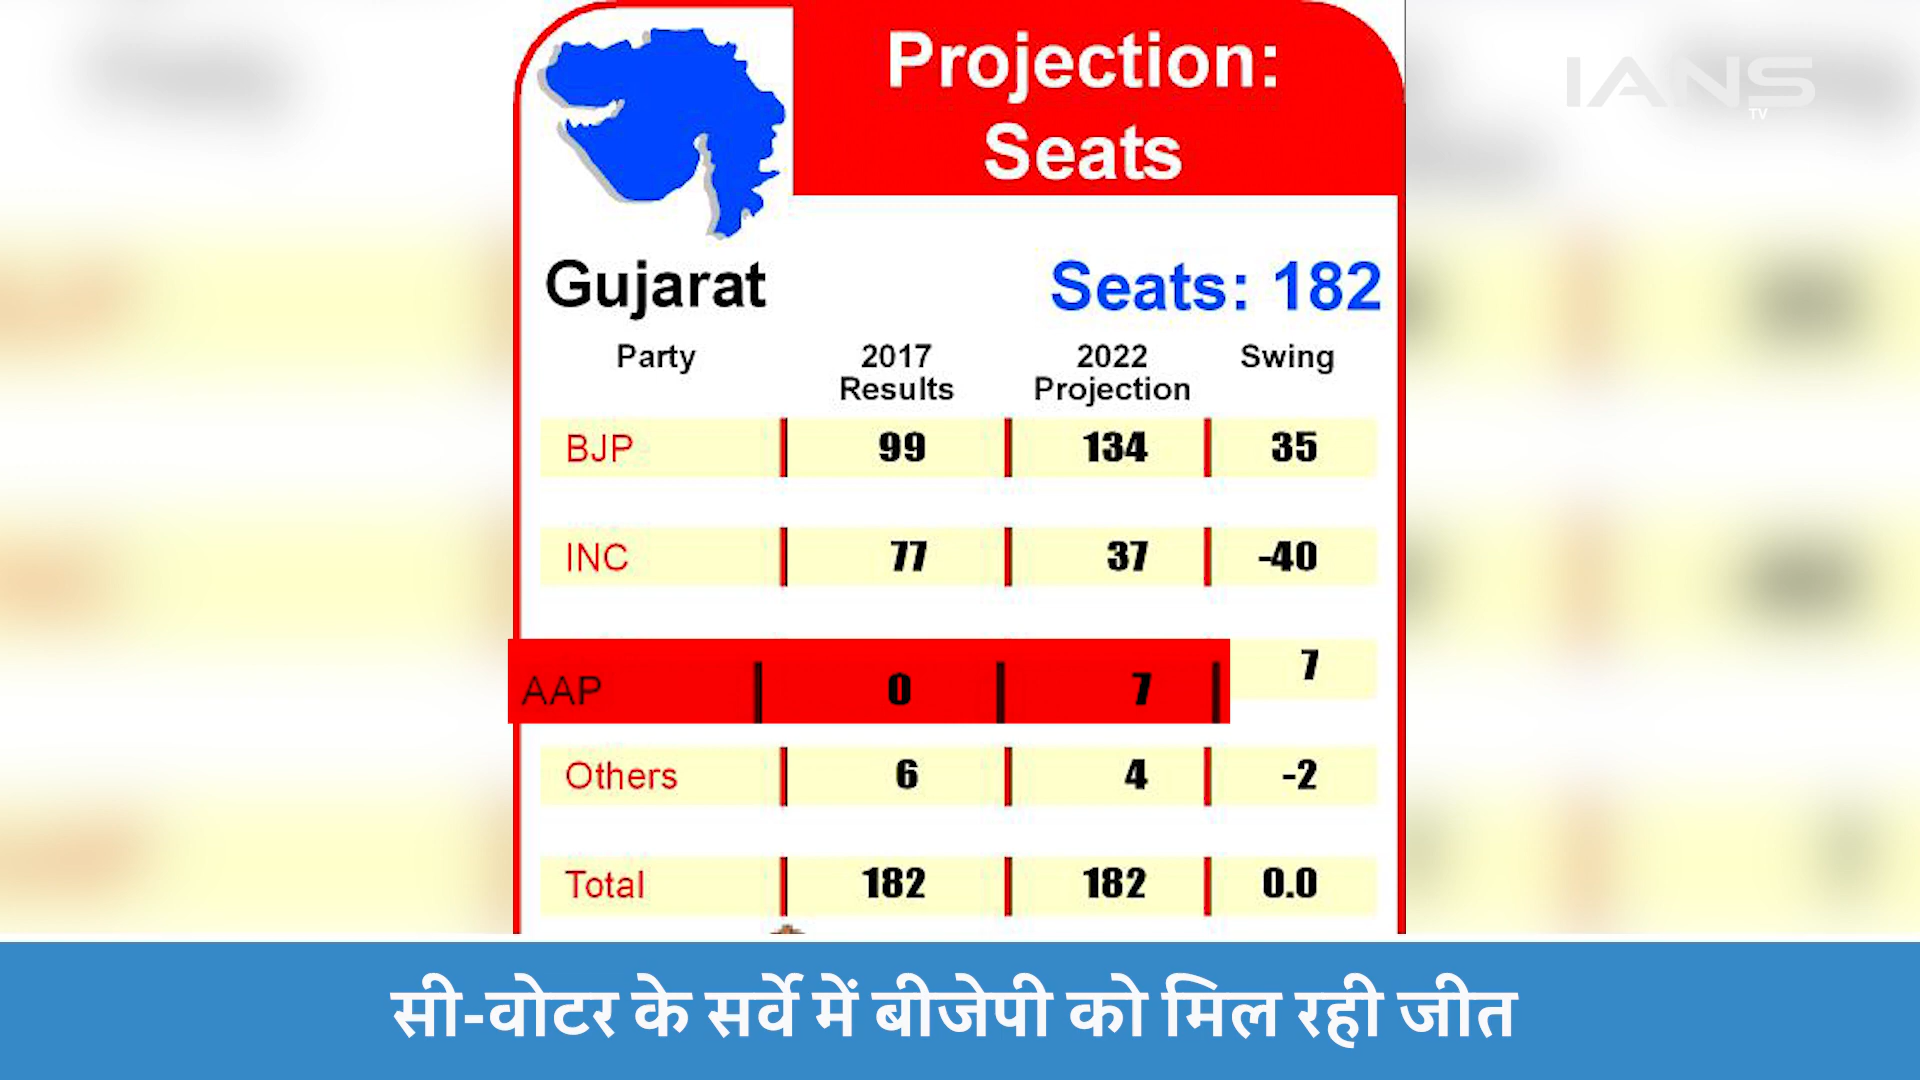 Projection:
Seats
IANS
TV
Gujarat Seats: 182
Party 2017 Results 2022 Projection Swing
BJP 99 134 35
INC 77 37 -40
AAP 0 7 7
Others 6 4 -2
Total 182 182 0.0
सी-वोटर के सर्वे में बीजेपी को मिल रही जीत